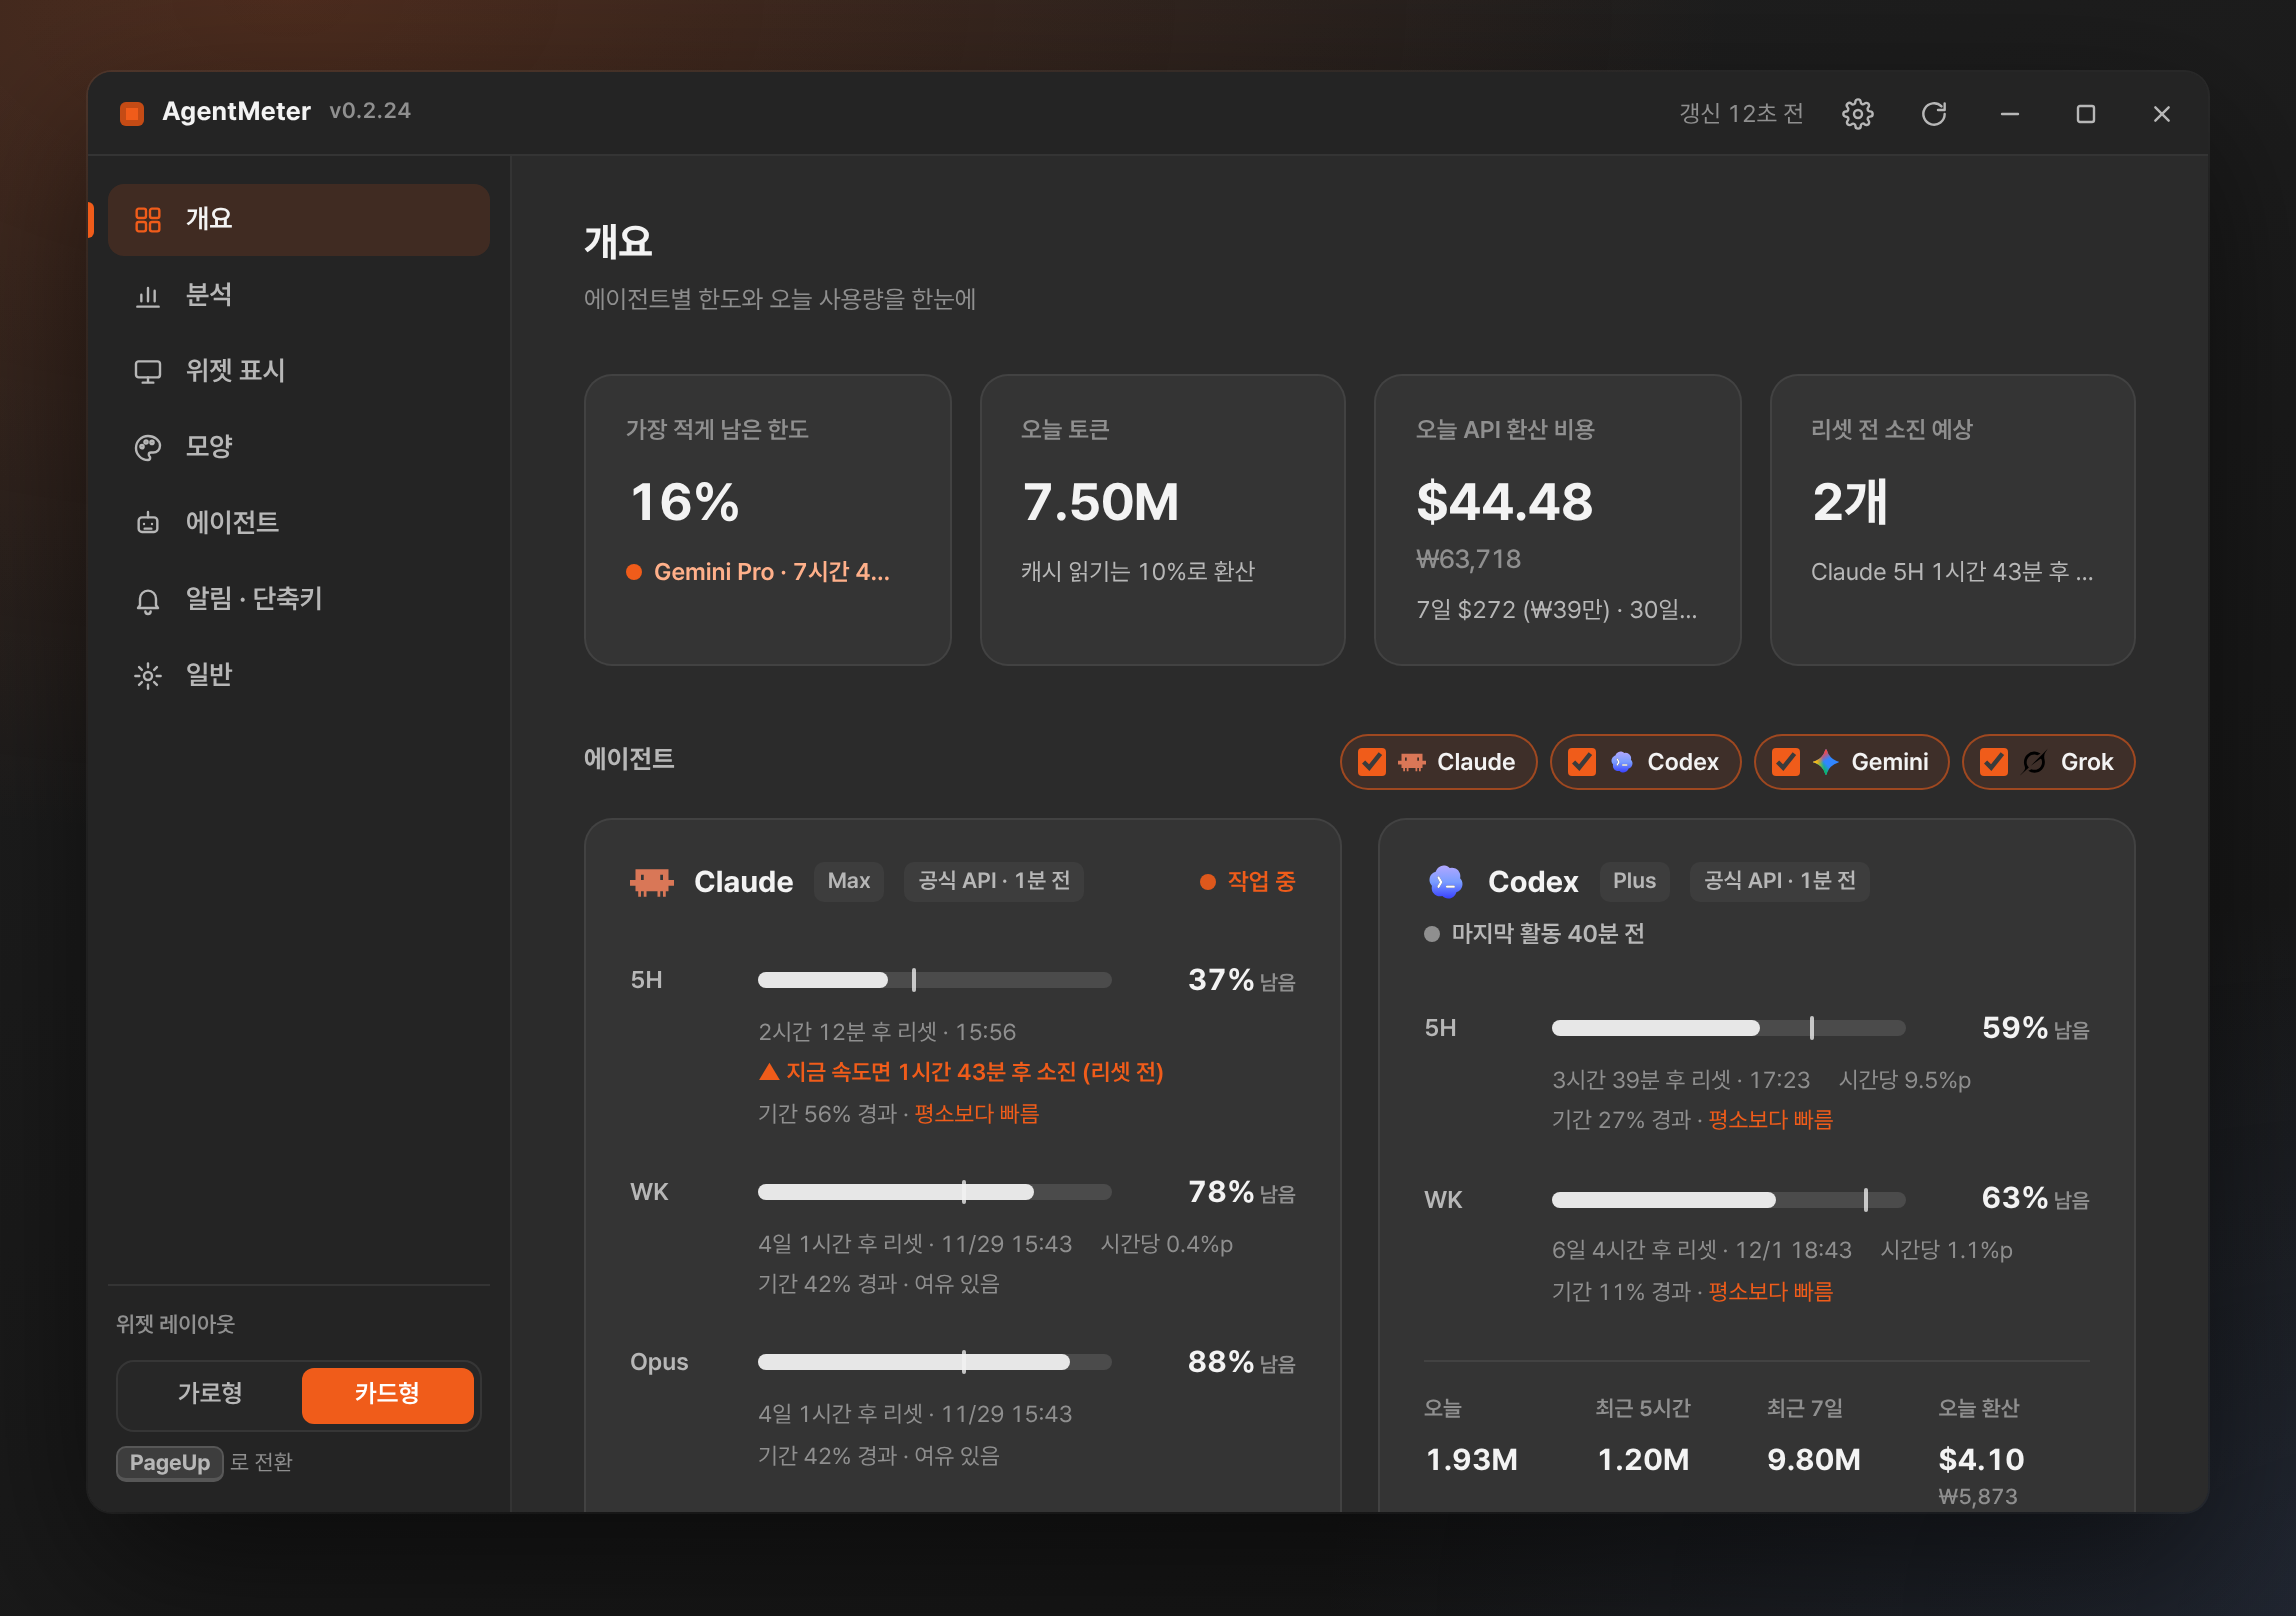 AgentMeter v0.2.24
갱신 12초 전
개요
분석
위젯 표시
모양
에이전트
알림 · 단축키
일반
위젯 레이아웃
가로형 카드형
PageUp 로 전환
개요
에이전트별 한도와 오늘 사용량을 한눈에
가장 적게 남은 한도
16%
Gemini Pro · 7시간 4...
오늘 토큰
7.50M
캐시 읽기는 10%로 환산
오늘 API 환산 비용
$44.48
₩63,718
7일 $272 (₩39만) · 30일...
리셋 전 소진 예상
2개
Claude 5H 1시간 43분 후 ...
에이전트
Claude Codex Gemini Grok
Claude Max 공식 API · 1분 전 작업 중
5H 37% 남음
2시간 12분 후 리셋 · 15:56
▲ 지금 속도면 1시간 43분 후 소진 (리셋 전)
기간 56% 경과 · 평소보다 빠름
WK 78% 남음
4일 1시간 후 리셋 · 11/29 15:43 시간당 0.4%p
기간 42% 경과 · 여유 있음
Opus 88% 남음
4일 1시간 후 리셋 · 11/29 15:43
기간 42% 경과 · 여유 있음
Codex Plus 공식 API · 1분 전
마지막 활동 40분 전
5H 59% 남음
3시간 39분 후 리셋 · 17:23 시간당 9.5%p
기간 27% 경과 · 평소보다 빠름
WK 63% 남음
6일 4시간 후 리셋 · 12/1 18:43 시간당 1.1%p
기간 11% 경과 · 평소보다 빠름
오늘 최근 5시간 최근 7일 오늘 환산
1.93M 1.20M 9.80M $4.10
₩5,873